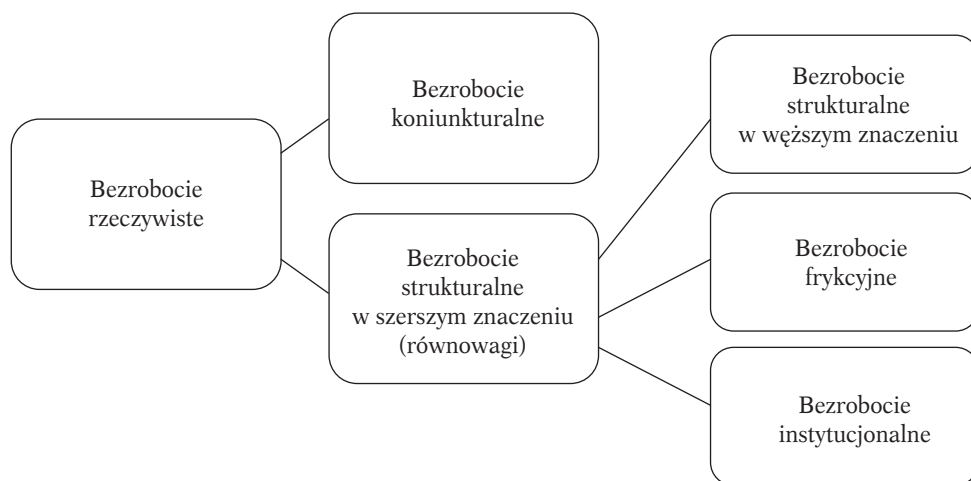 Bezrobocie
rzeczywiste
Bezrobocie
koniunkturalne
Bezrobocie
strukturalne
w szerszym znaczeniu
(równowagi)
Bezrobocie
strukturalne
w węższym znaczeniu
Bezrobocie
frykcyjne
Bezrobocie
instytucjonalne